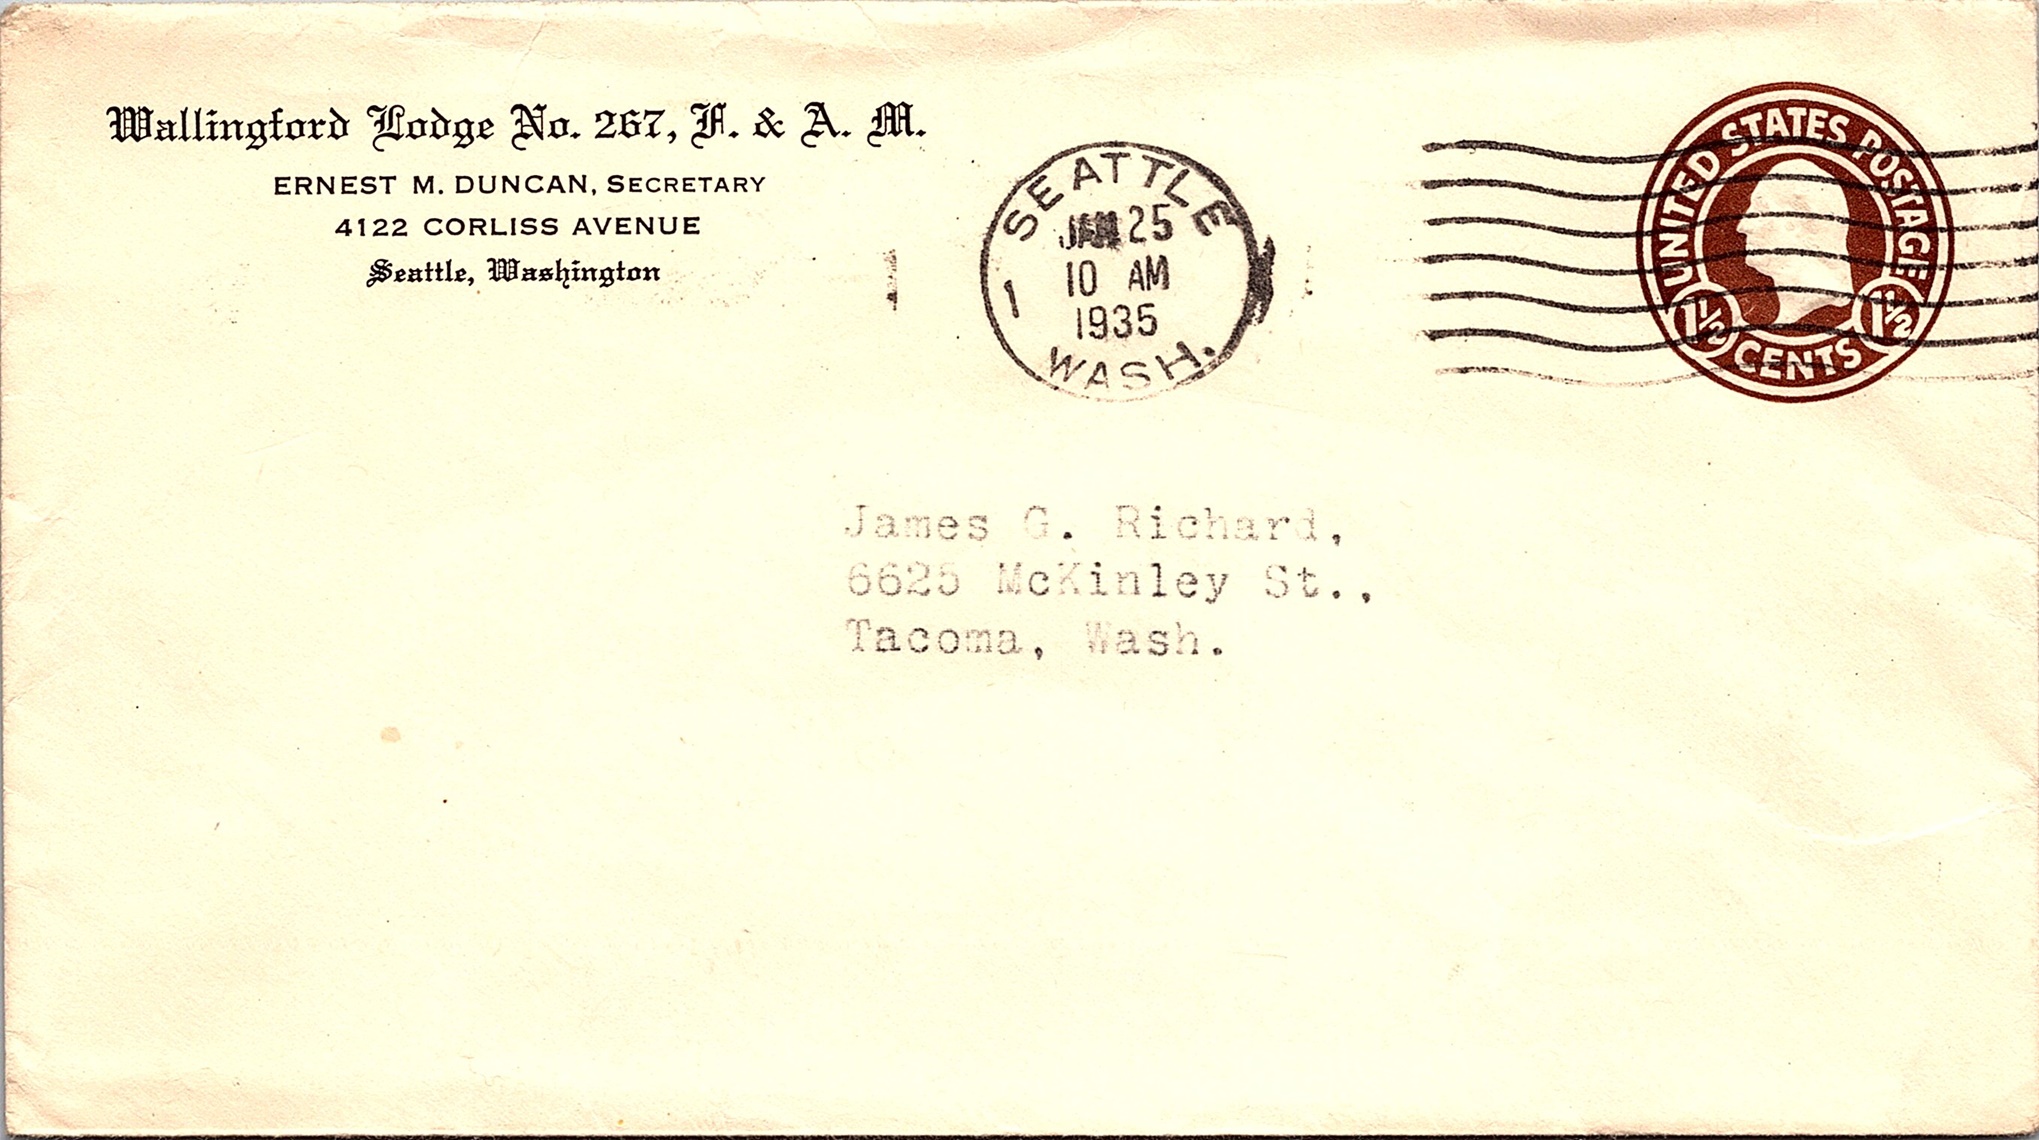 Wallingford Lodge No. 267, F. & A. M.
ERNEST M. DUNCAN, SECRETARY
4122 CORLISS AVENUE
Seattle, Washington
SEATTLE
JAN 25
1 10 AM
1935
WASH.
UNITED STATES POSTAGE
1½ 1½
CENTS
James G. Richard,
6625 McKinley St.,
Tacoma, Wash.